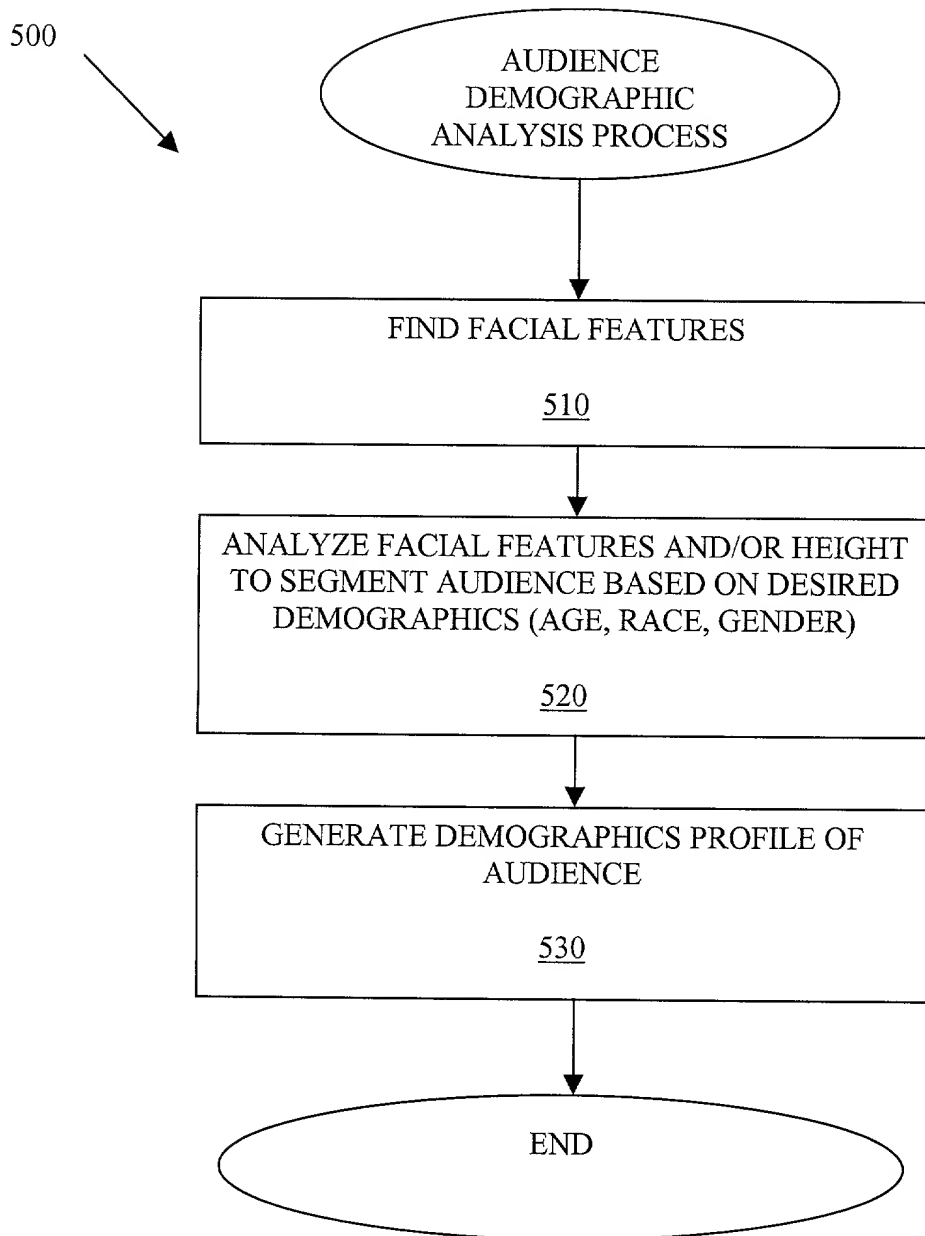 500
AUDIENCE
DEMOGRAPHIC
ANALYSIS PROCESS
FIND FACIAL FEATURES
510
ANALYZE FACIAL FEATURES AND/OR HEIGHT
TO SEGMENT AUDIENCE BASED ON DESIRED
DEMOGRAPHICS (AGE, RACE, GENDER)
520
GENERATE DEMOGRAPHICS PROFILE OF
AUDIENCE
530
END